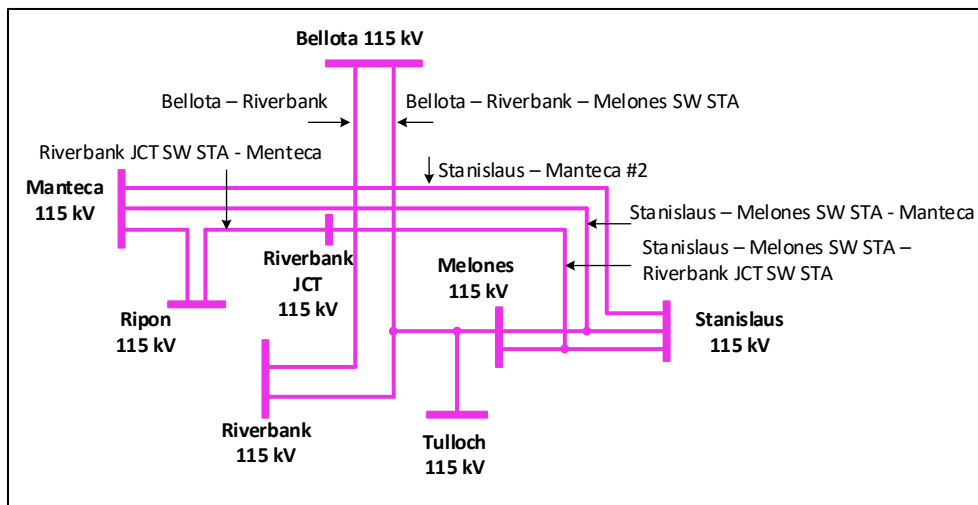 Bellota 115 kV
Bellota – Riverbank
Bellota – Riverbank – Melones SW STA
Riverbank JCT SW STA - Menteca
Stanislaus – Manteca #2
Manteca
115 kV
Stanislaus – Melones SW STA - Manteca
Stanislaus – Melones SW STA –
Riverbank JCT SW STA
Riverbank
JCT
115 kV
Melones
115 kV
Ripon
115 kV
Stanislaus
115 kV
Riverbank
115 kV
Tulloch
115 kV